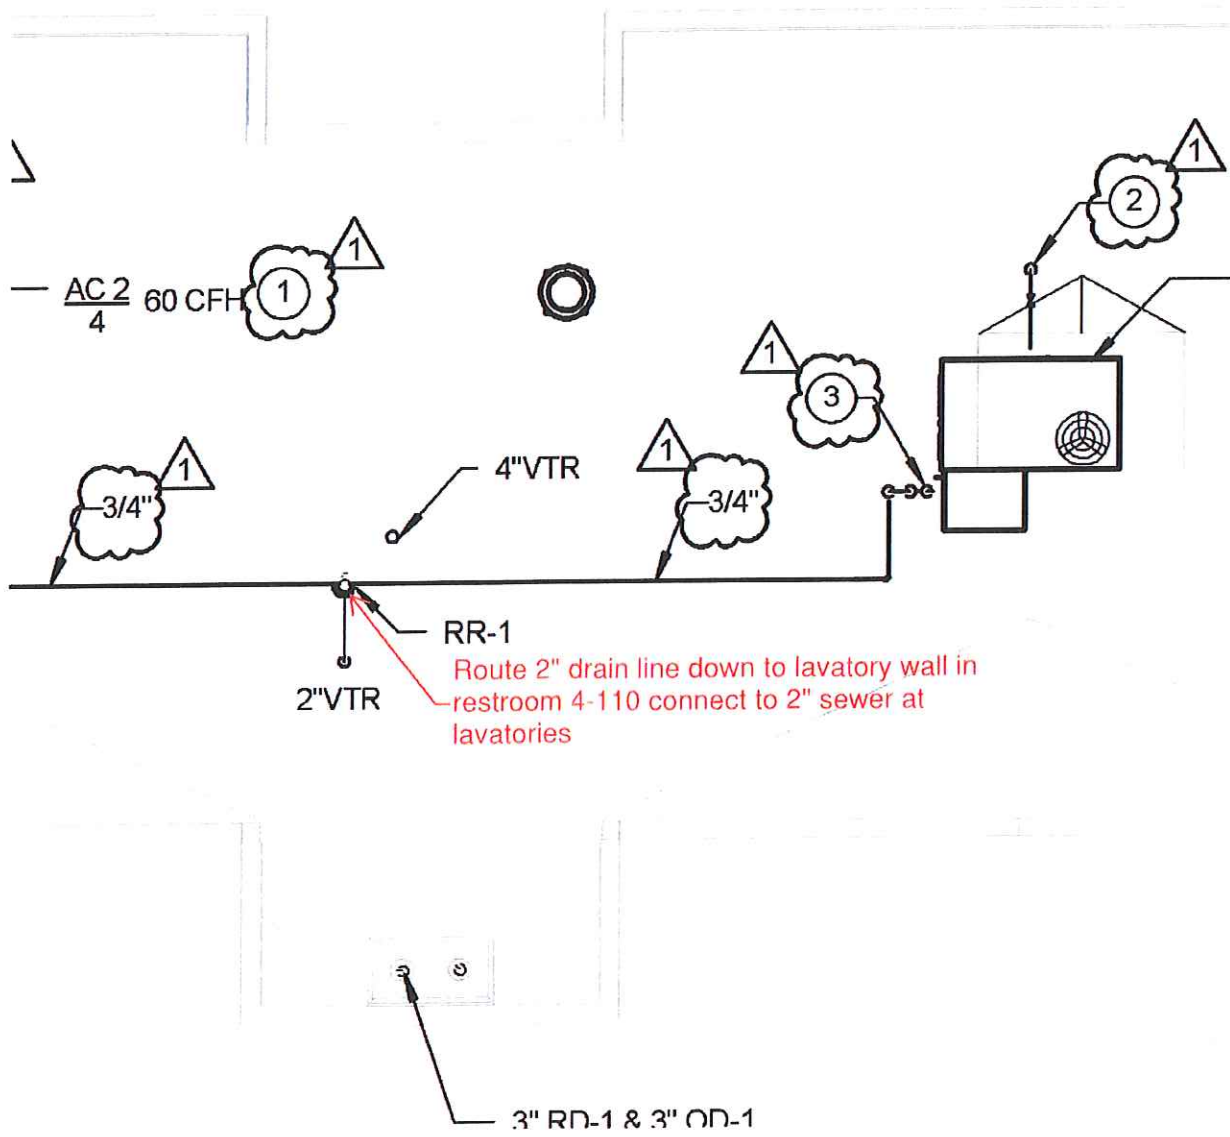 1
2
1
AC 2
4
60 CFH
1
1
3
1
3/4"
4"VTR
1
3/4"
RR-1
2"VTR
Route 2" drain line down to lavatory wall in
restroom 4-110 connect to 2" sewer at
lavatories
3" RD-1 & 3" OD-1